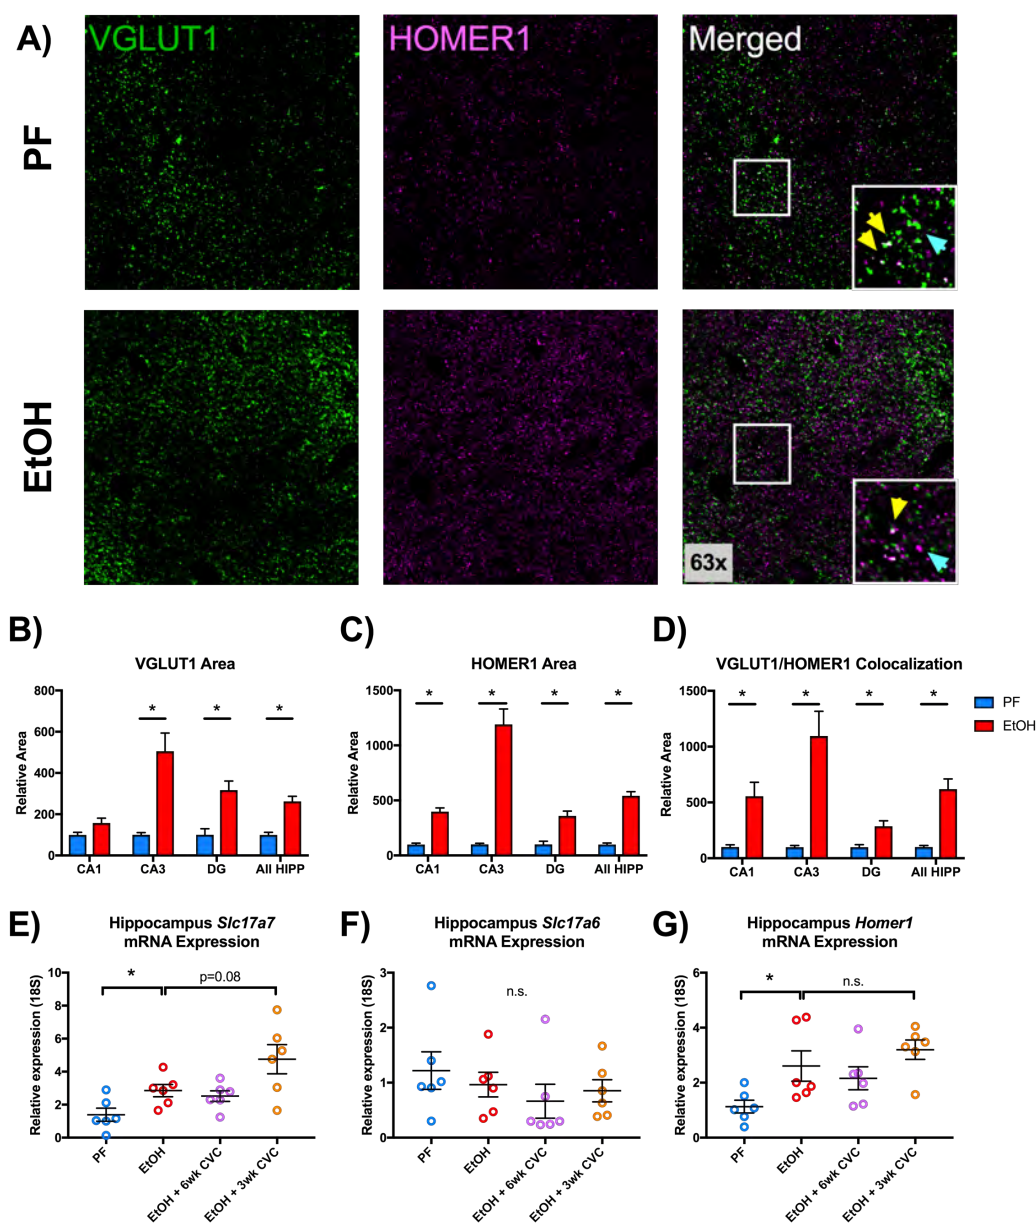 A)
VGLUT1
HOMER1
Merged
PF
EtOH
63x
B)
C)
D)
VGLUT1 Area
HOMER1 Area
VGLUT1/HOMER1 Colocalization
Relative Area
800
600
400
200
0
*
*
*
CA1
CA3
DG
All HIPP
Relative Area
1500
1000
500
0
*
*
*
*
CA1
CA3
DG
All HIPP
Relative Area
1500
1000
500
0
*
*
*
*
CA1
CA3
DG
All HIPP
PF
EtOH
E)
F)
G)
Hippocampus Slc17a7
mRNA Expression
Relative expression (18S)
10
8
6
4
2
0
*
p=0.08
PF
EtOH
EtOH + 6wk CVC
EtOH + 3wk CVC
Hippocampus Slc17a6
mRNA Expression
Relative expression (18S)
3
2
1
0
n.s.
PF
EtOH
EtOH + 6wk CVC
EtOH + 3wk CVC
Hippocampus Homer1
mRNA Expression
Relative expression (18S)
6
4
2
0
*
n.s.
PF
EtOH
EtOH + 6wk CVC
EtOH + 3wk CVC